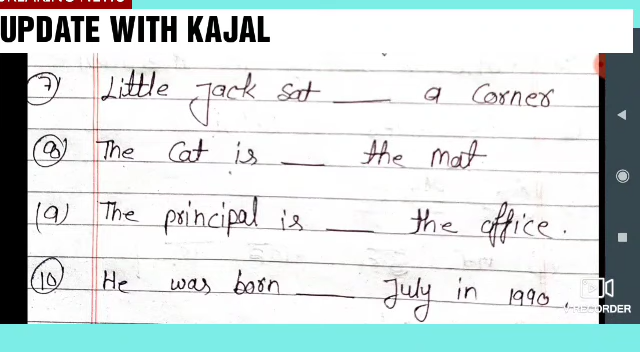 UPDATE WITH KAJAL
7) Little Jack sat ___ a Corner
8) The Cat is ___ the mat
(9) The principal is ___ the office.
10) He was born ___ July in 1990.
RECORDER